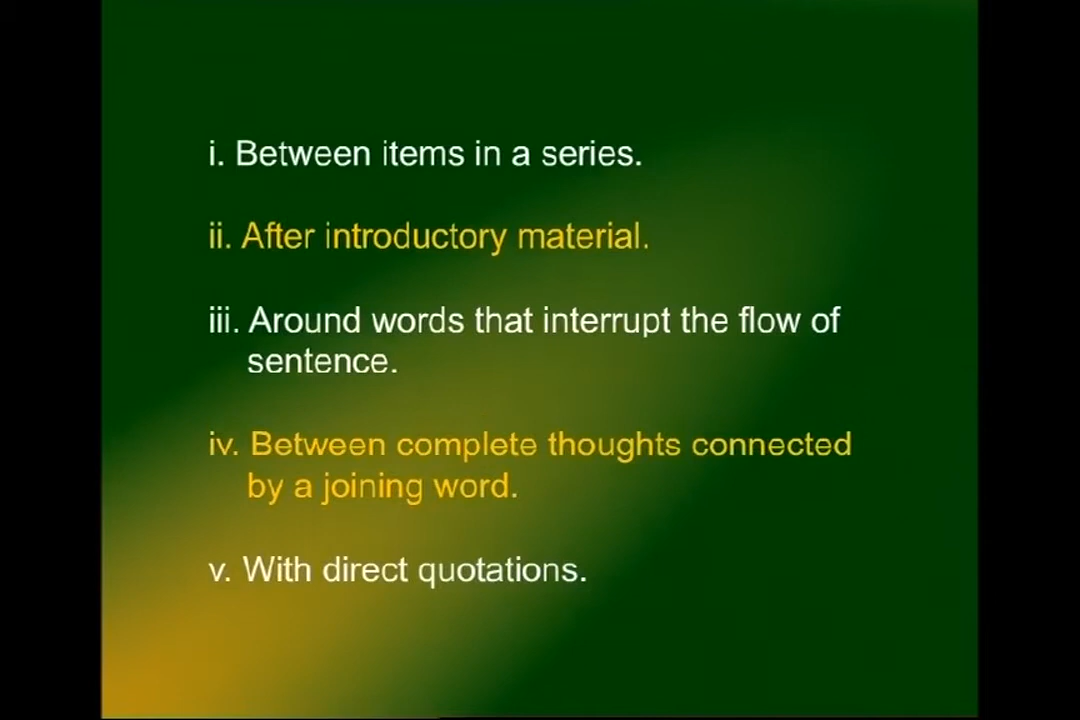 i. Between items in a series.
ii. After introductory material.
iii. Around words that interrupt the flow of
sentence.
iv. Between complete thoughts connected
by a joining word.
v. With direct quotations.